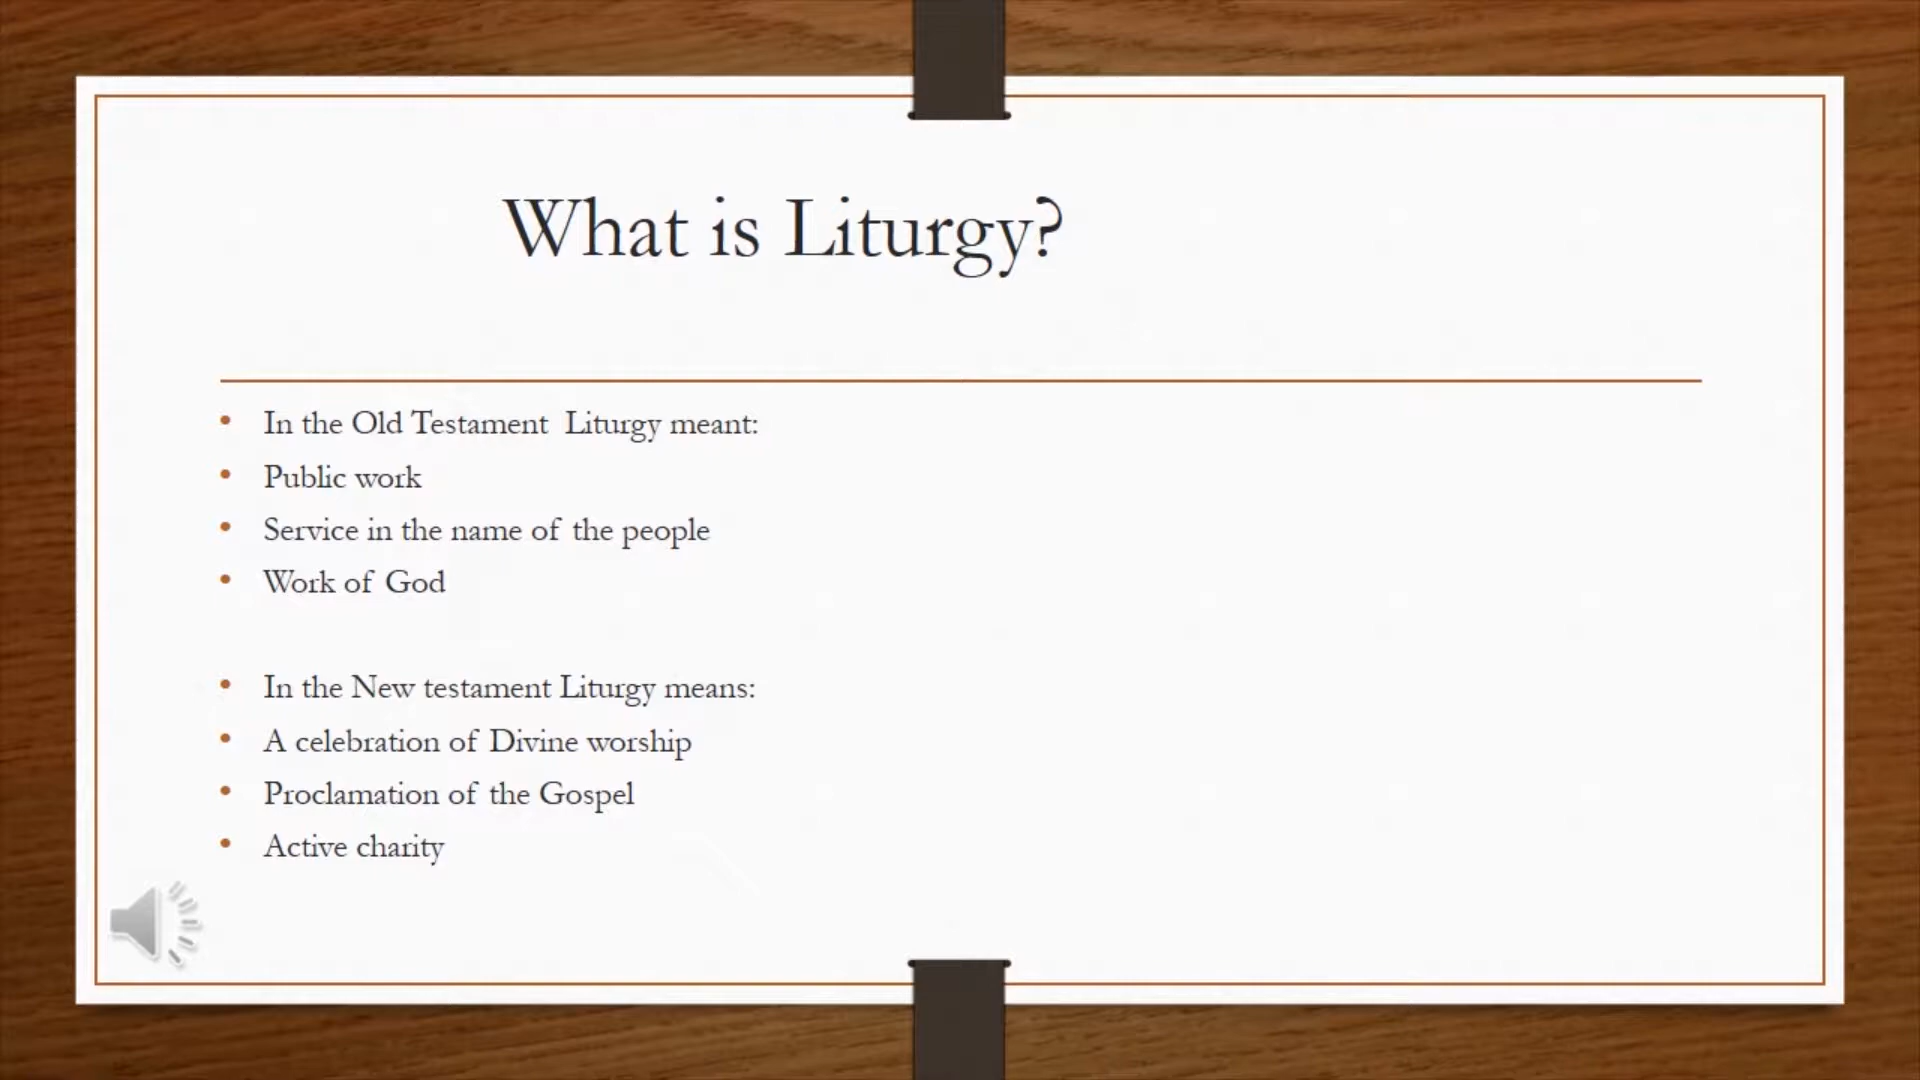 What is Liturgy?
• In the Old Testament Liturgy meant:
• Public work
• Service in the name of the people
• Work of God
• In the New testament Liturgy means:
• A celebration of Divine worship
• Proclamation of the Gospel
• Active charity